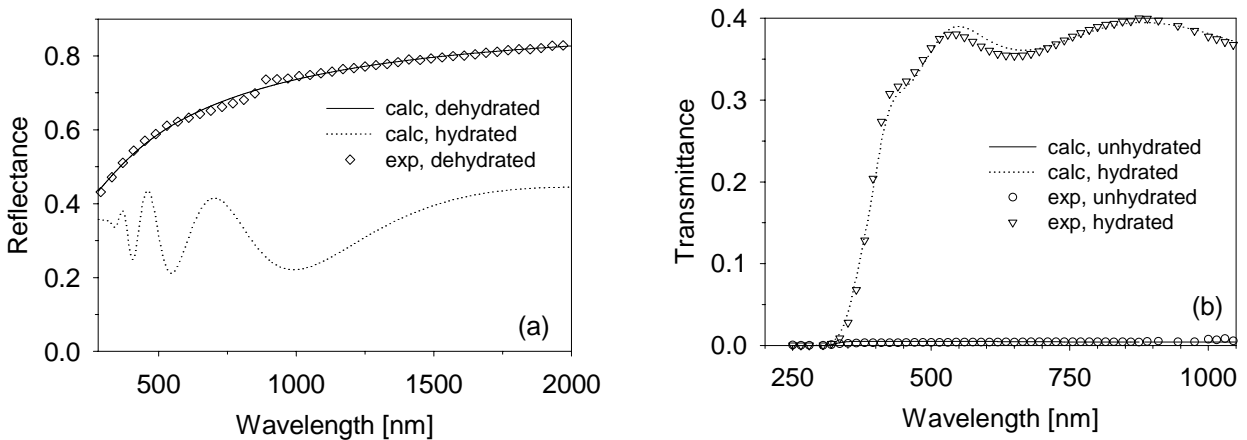 0.8
0.6
0.4
0.2
0.0
Reflectance
calc, dehydrated
calc, hydrated
exp, dehydrated
(a)
500
1000
1500
2000
Wavelength [nm]
0.4
0.3
0.2
0.1
0.0
Transmittance
calc, unhydrated
calc, hydrated
exp, unhydrated
exp, hydrated
(b)
250
500
750
1000
Wavelength [nm]